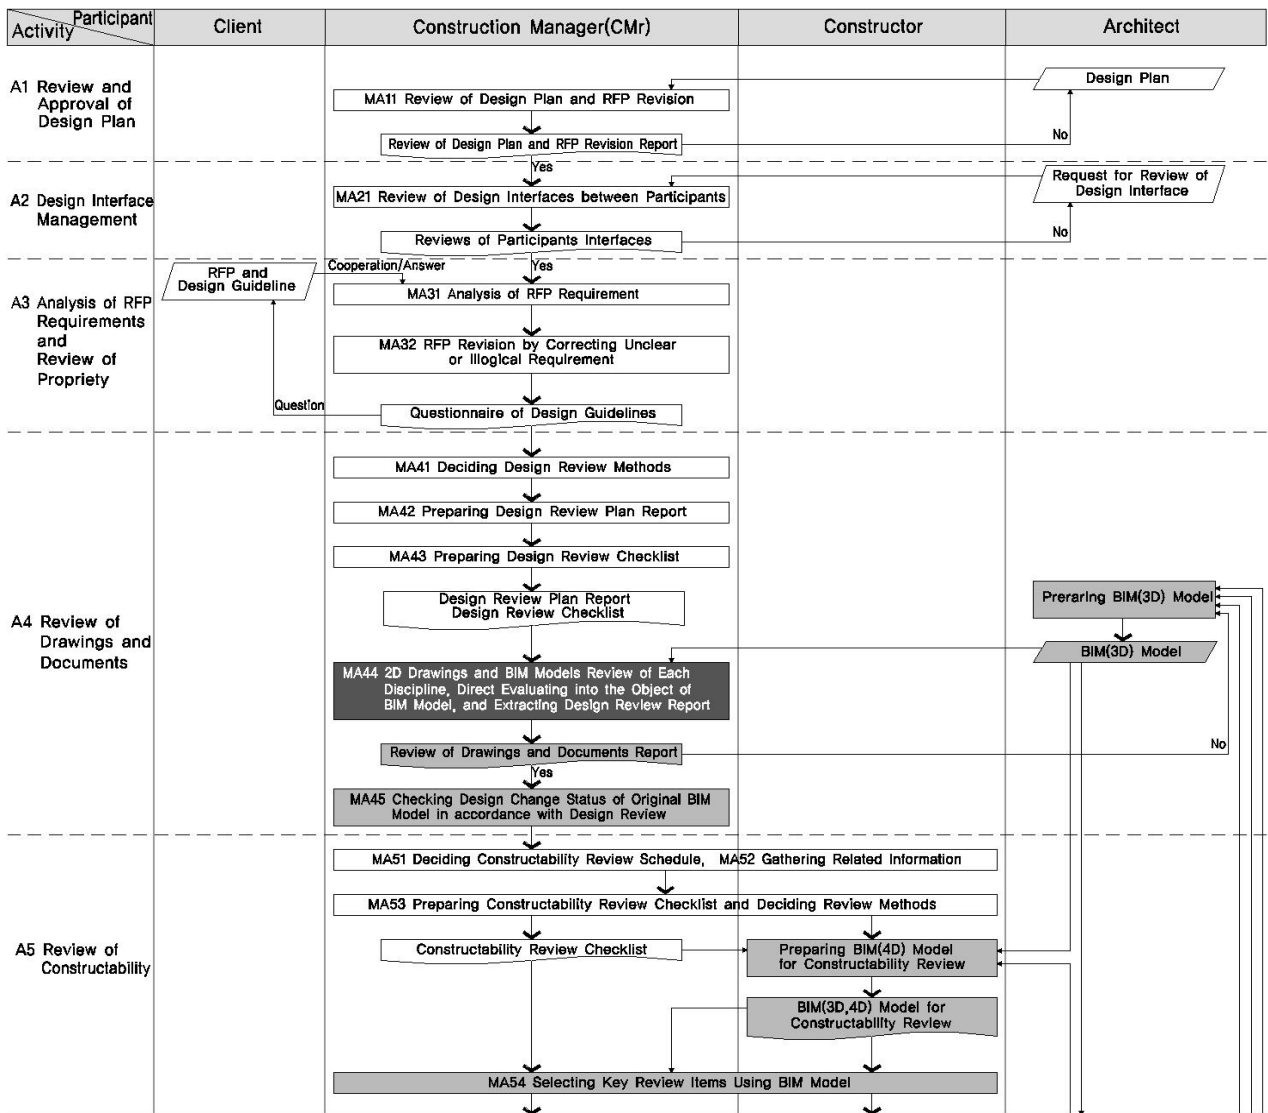 Participant
Activity
Client
Construction Manager(CMr)
Constructor
Architect
A1 Review and
Approval of
Design Plan
Design Plan
MA11 Review of Design Plan and RFP Revision
No
Review of Design Plan and RFP Revision Report
Yes
A2 Design Interface
Management
Request for Review of
Design Interface
MA21 Review of Design Interfaces between Participants
No
Reviews of Participants Interfaces
Yes
A3 Analysis of RFP
Requirements
and
Review of
Propriety
RFP and
Design Guideline
Cooperation/Answer
MA31 Analysis of RFP Requirement
MA32 RFP Revision by Correcting Unclear
or Illogical Requirement
Question
Questionnaire of Design Guidelines
MA41 Deciding Design Review Methods
MA42 Preparing Design Review Plan Report
MA43 Preparing Design Review Checklist
Design Review Plan Report
Design Review Checklist
Preraring BIM(3D) Model
A4 Review of
Drawings and
Documents
BIM(3D) Model
MA44 2D Drawings and BIM Models Review of Each
Discipline, Direct Evaluating into the Object of
BIM Model, and Extracting Design Review Report
No
Review of Drawings and Documents Report
Yes
MA45 Checking Design Change Status of Original BIM
Model in accordance with Design Review
MA51 Deciding Constructability Review Schedule, MA52 Gathering Related Information
MA53 Preparing Constructability Review Checklist and Deciding Review Methods
A5 Review of
Constructability
Constructability Review Checklist
Preparing BIM(4D) Model
for Constructability Review
BIM(3D,4D) Model for
Constructability Review
MA54 Selecting Key Review Items Using BIM Model